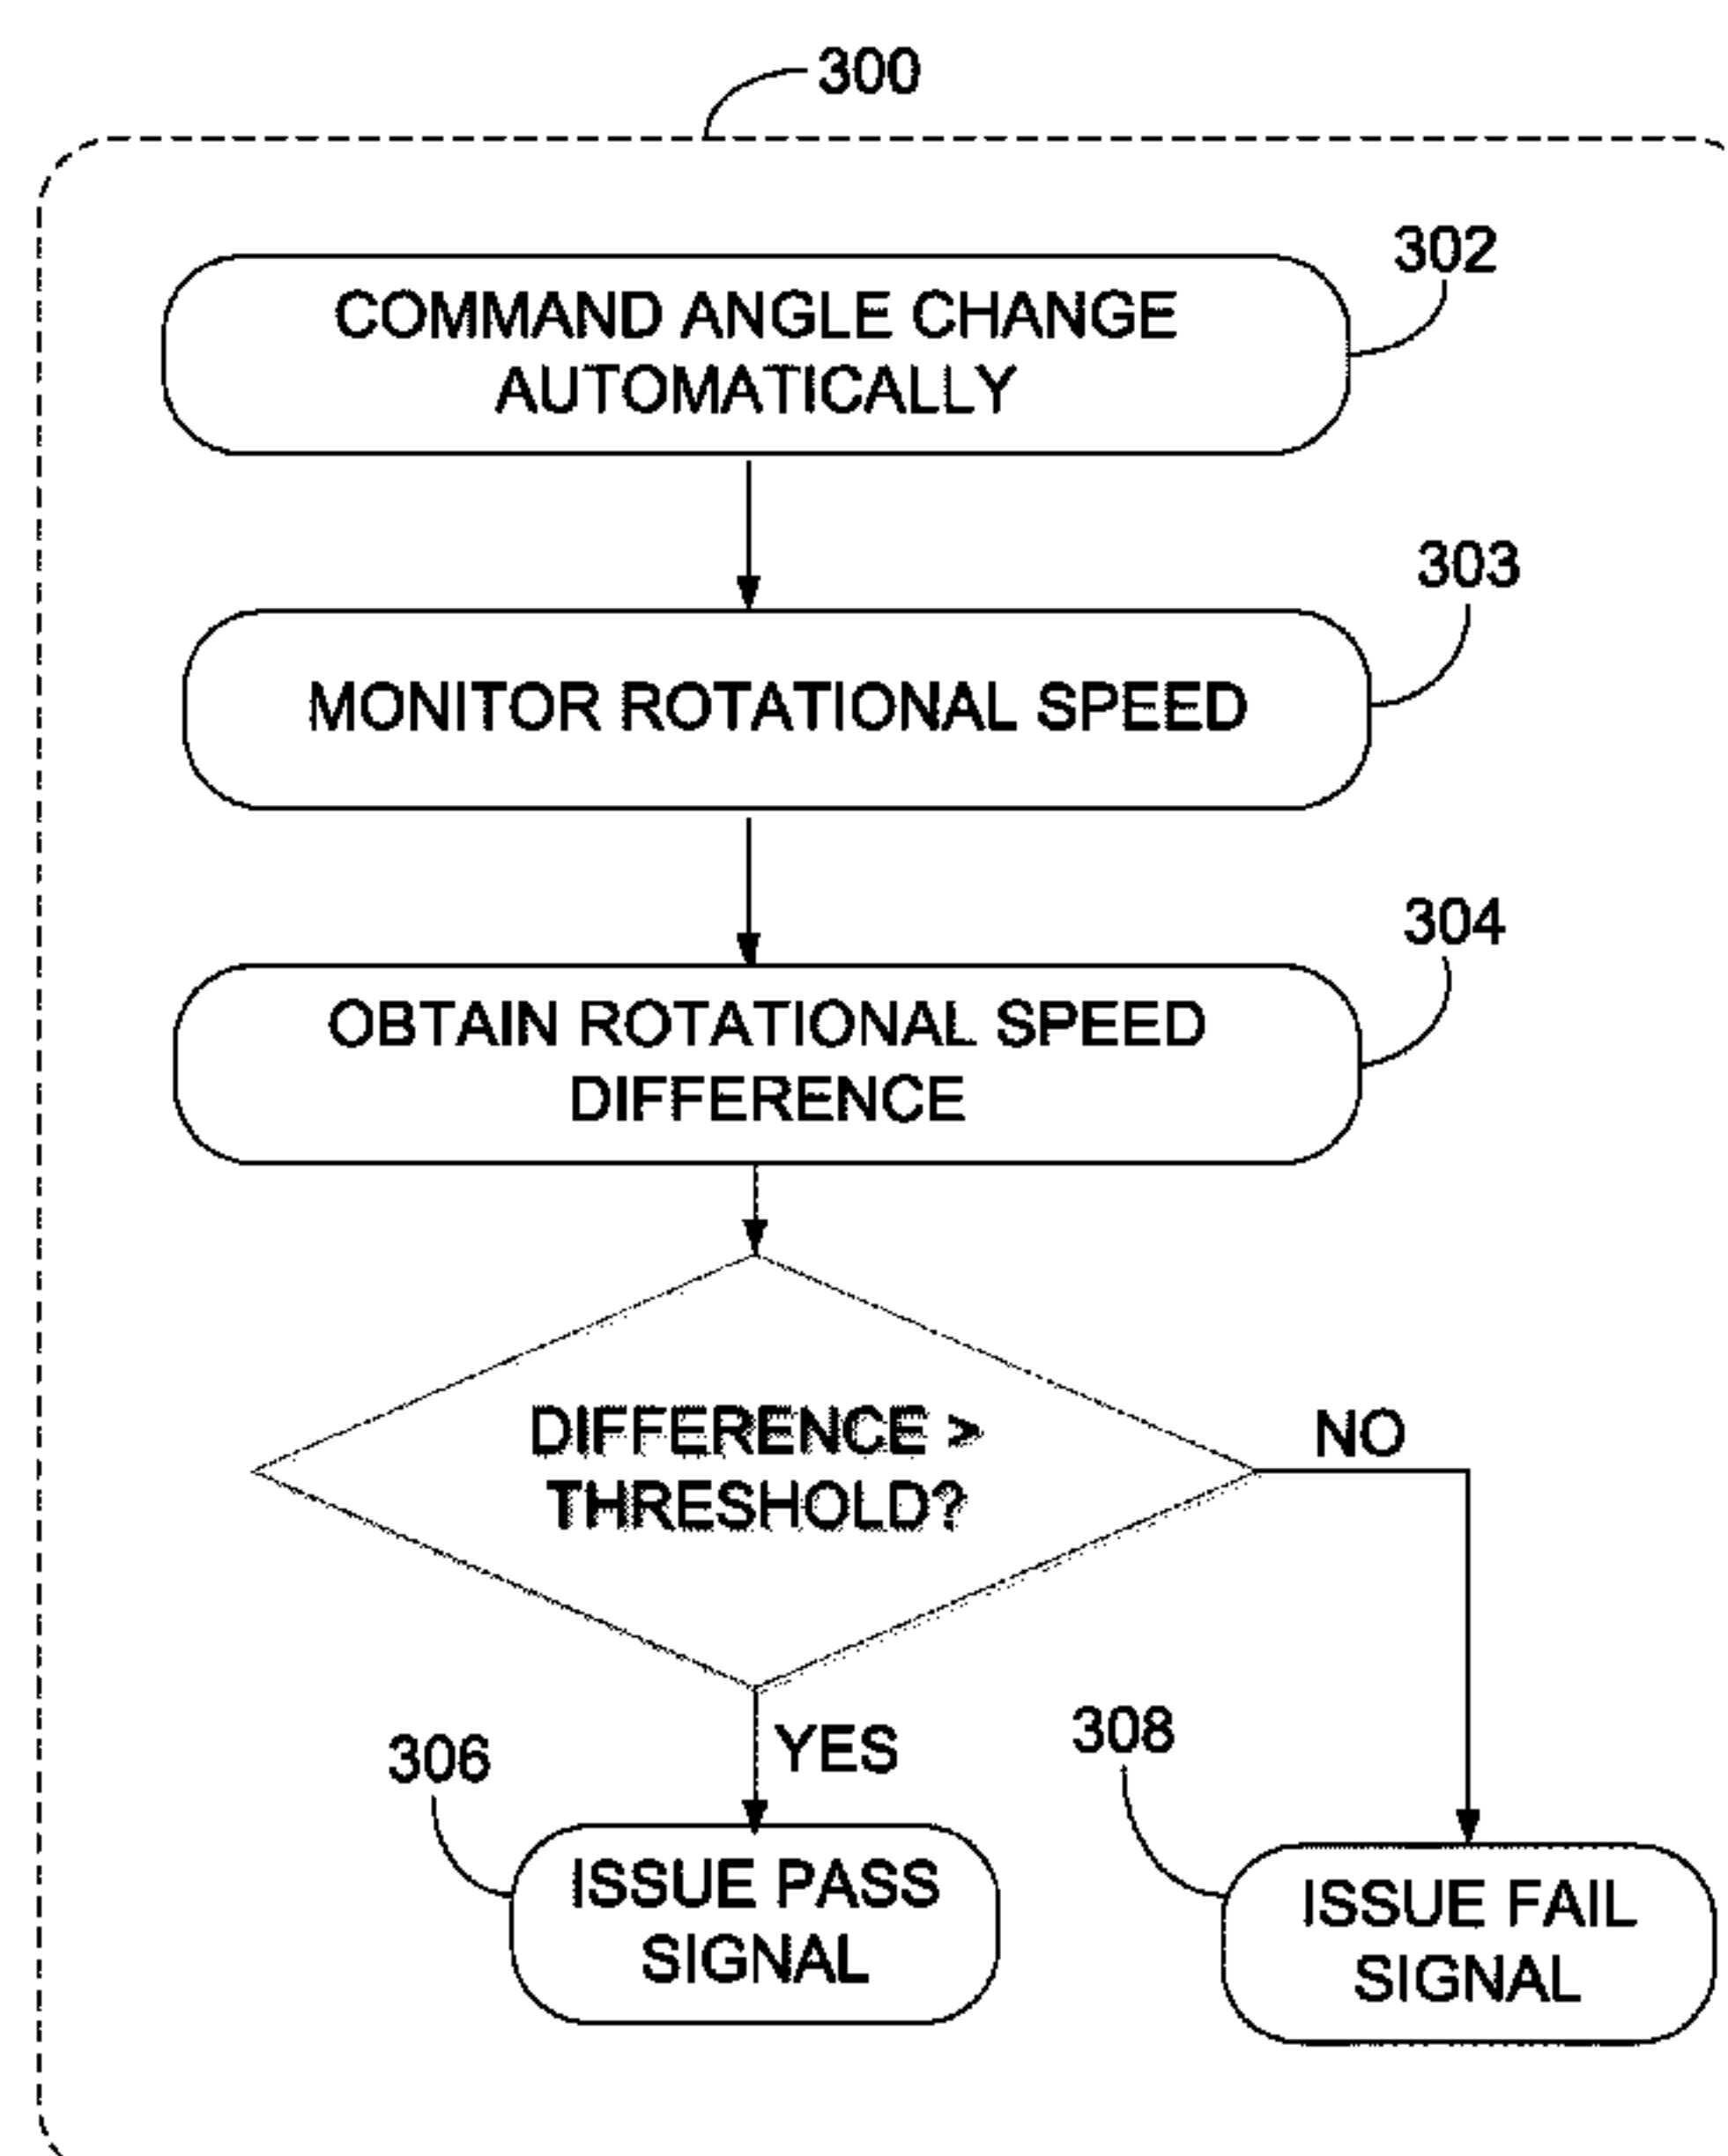 300
302
COMMAND ANGLE CHANGE
AUTOMATICALLY
303
MONITOR ROTATIONAL SPEED
304
OBTAIN ROTATIONAL SPEED
DIFFERENCE
DIFFERENCE >
THRESHOLD?
NO
YES
306
ISSUE PASS
SIGNAL
308
ISSUE FAIL
SIGNAL